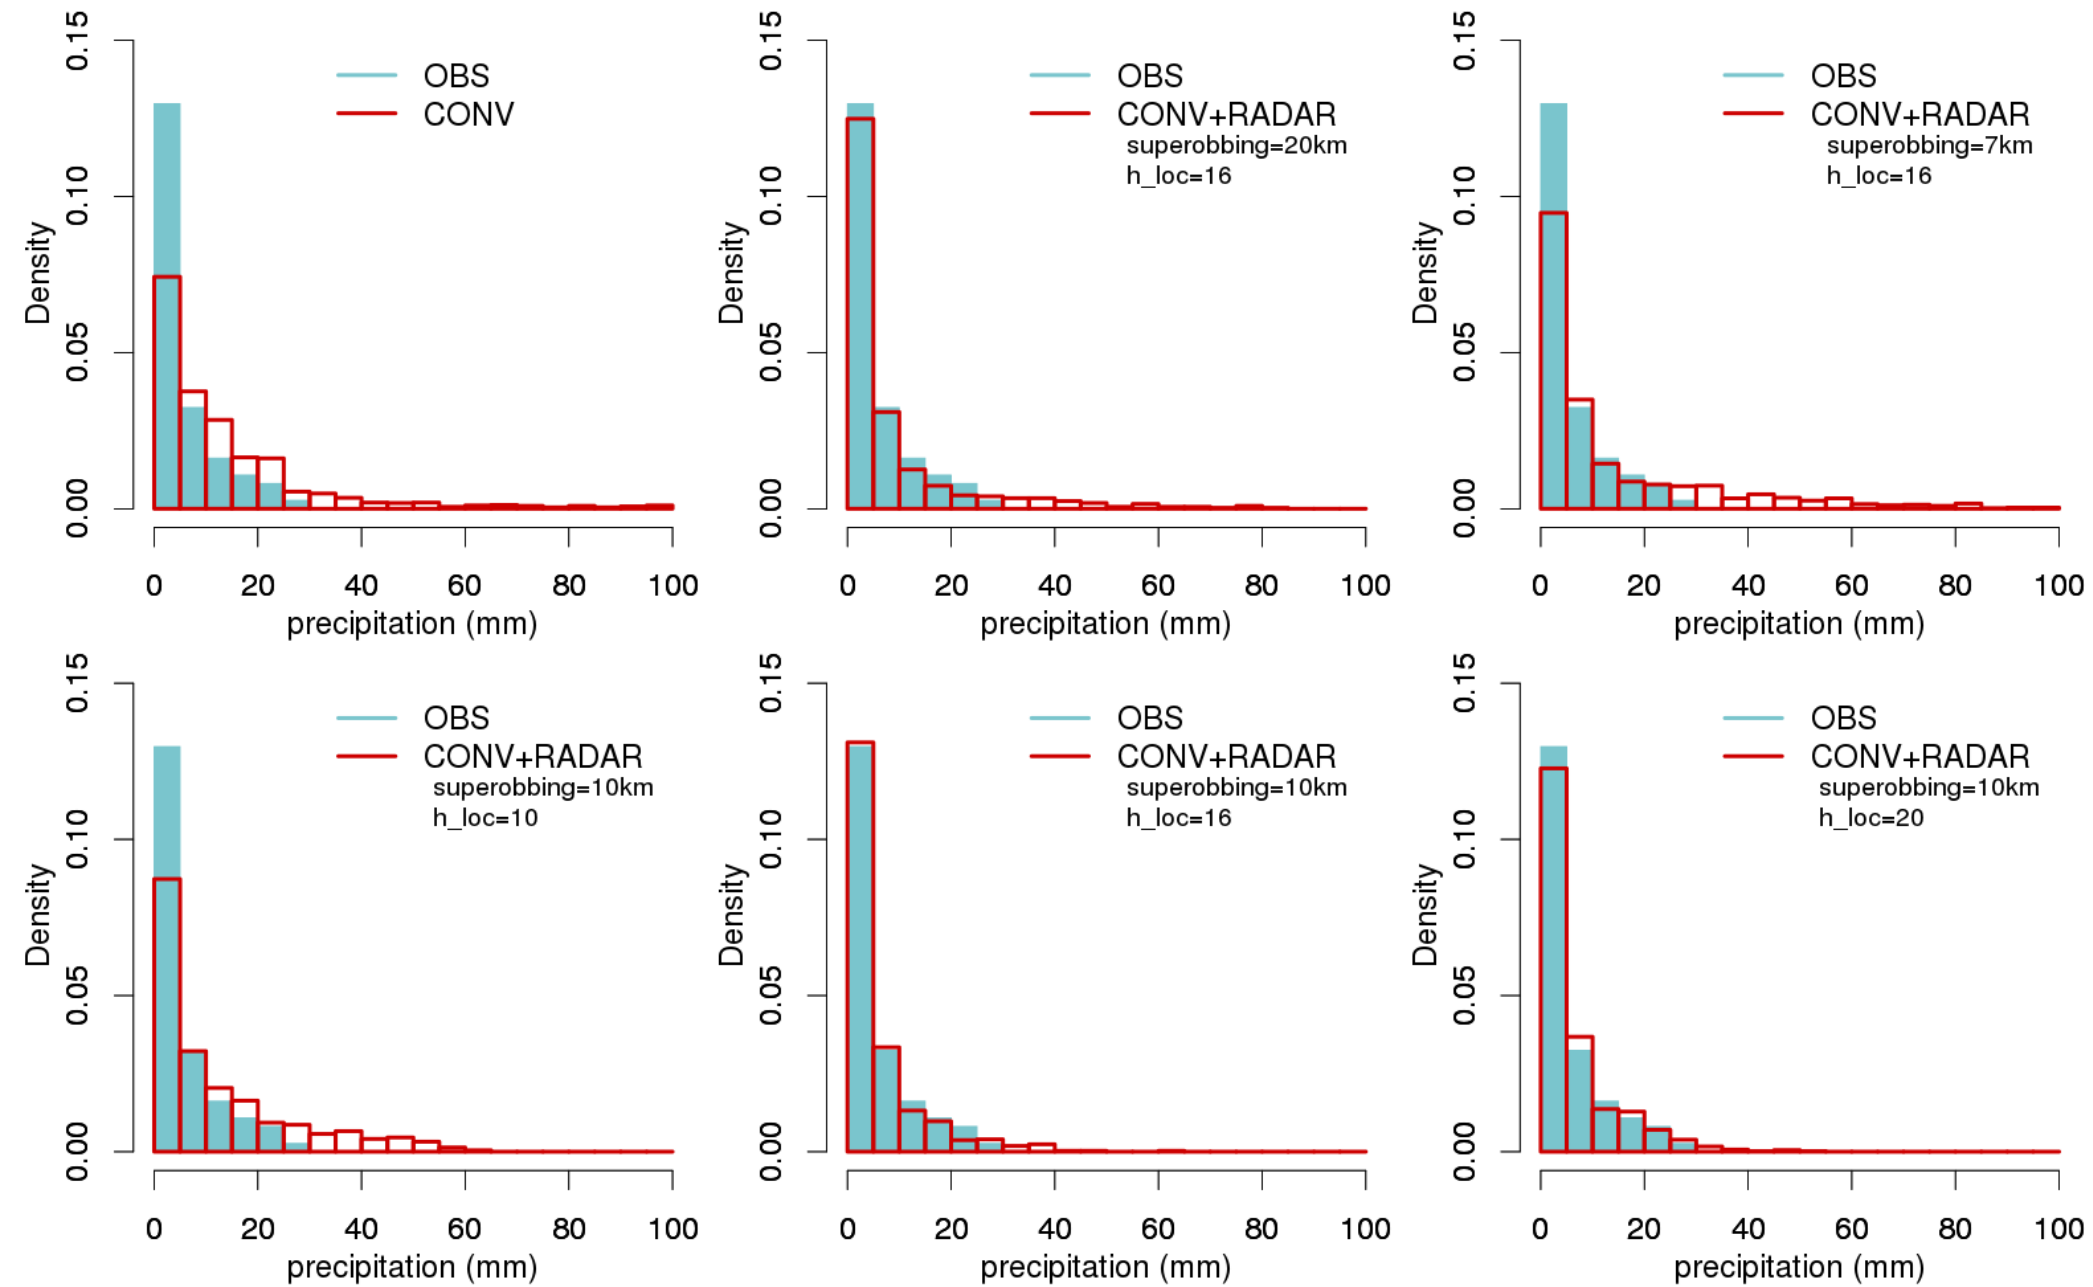 OBS
CONV
Density
0.00 0.05 0.10 0.15
0 20 40 60 80 100
precipitation (mm)
OBS
CONV+RADAR
superobbing=20km
h_loc=16
Density
0.00 0.05 0.10 0.15
0 20 40 60 80 100
precipitation (mm)
OBS
CONV+RADAR
superobbing=7km
h_loc=16
Density
0.00 0.05 0.10 0.15
0 20 40 60 80 100
precipitation (mm)
OBS
CONV+RADAR
superobbing=10km
h_loc=10
Density
0.00 0.05 0.10 0.15
0 20 40 60 80 100
precipitation (mm)
OBS
CONV+RADAR
superobbing=10km
h_loc=16
Density
0.00 0.05 0.10 0.15
0 20 40 60 80 100
precipitation (mm)
OBS
CONV+RADAR
superobbing=10km
h_loc=20
Density
0.00 0.05 0.10 0.15
0 20 40 60 80 100
precipitation (mm)